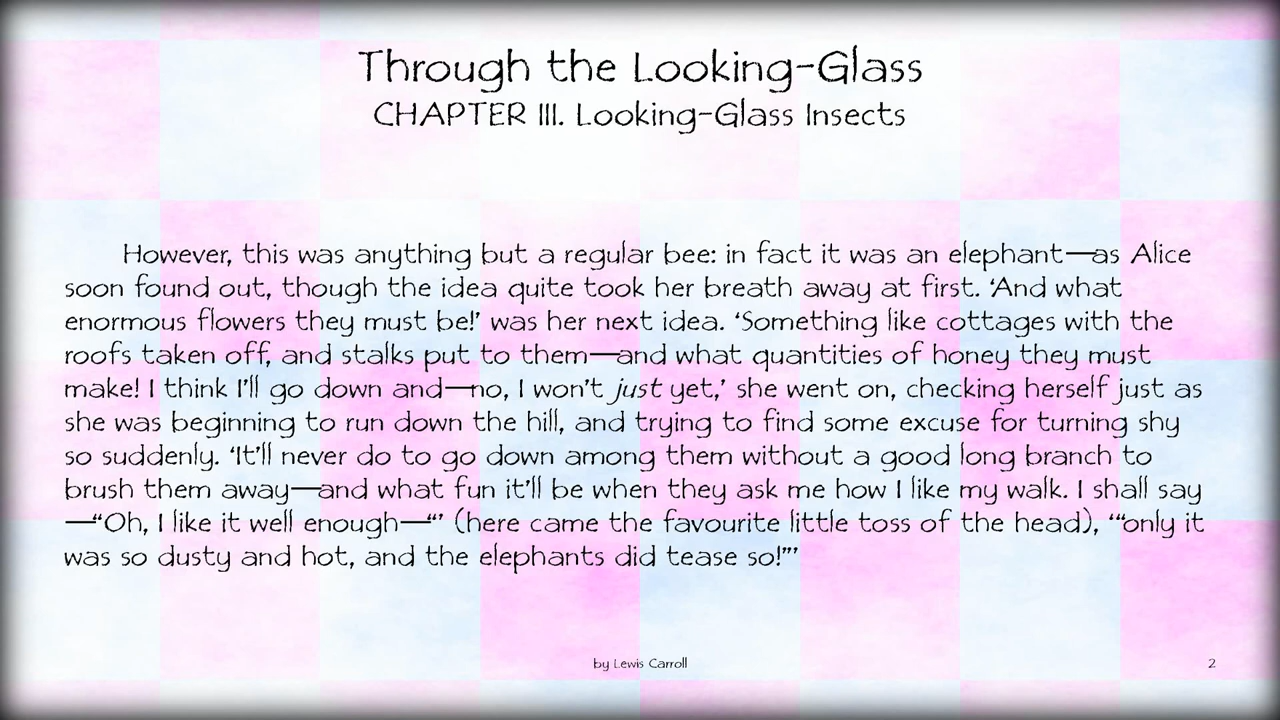 Through the Looking-Glass
CHAPTER III. Looking-Glass Insects
However, this was anything but a regular bee: in fact it was an elephant—as Alice
soon found out, though the idea quite took her breath away at first. ‘And what
enormous flowers they must be!’ was her next idea. ‘Something like cottages with the
roofs taken off, and stalks put to them—and what quantities of honey they must
make! I think I’ll go down and—no, I won’t just yet,’ she went on, checking herself just as
she was beginning to run down the hill, and trying to find some excuse for turning shy
so suddenly. ‘It’ll never do to go down among them without a good long branch to
brush them away—and what fun it’ll be when they ask me how I like my walk. I shall say
—“Oh, I like it well enough—“’ (here came the favourite little toss of the head), ‘“only it
was so dusty and hot, and the elephants did tease so!”’
by Lewis Carroll
2